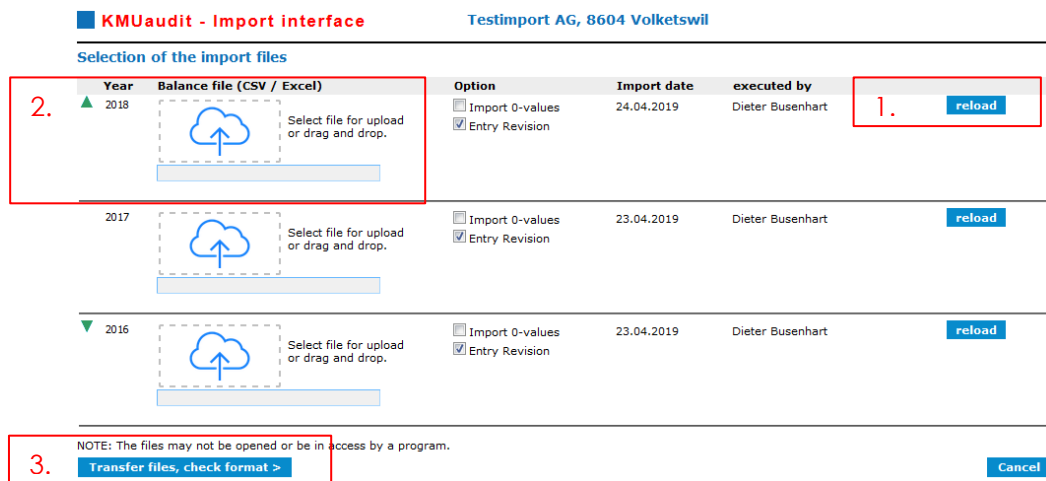 KMUaudit - Import interface Testimport AG, 8604 Volketswil
Selection of the import files
Year Balance file (CSV / Excel) Option Import date executed by
2. 2018 Select file for upload or drag and drop. Import 0-values 24.04.2019 Dieter Busenhart 1. reload
Entry Revision
2017 Select file for upload or drag and drop. Import 0-values 23.04.2019 Dieter Busenhart reload
Entry Revision
2016 Select file for upload or drag and drop. Import 0-values 23.04.2019 Dieter Busenhart reload
Entry Revision
NOTE: The files may not be opened or be in access by a program.
3. Transfer files, check format > Cancel